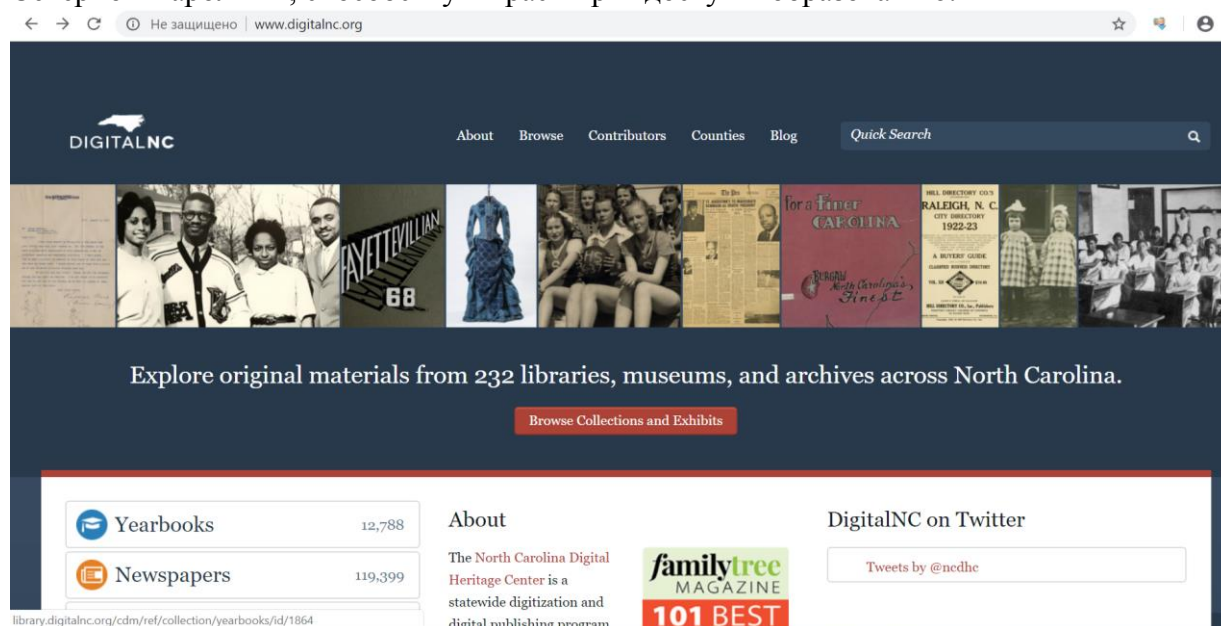 Не защищено | www.digitalnc.org
DIGITALNC
About Browse Contributors Counties Blog Quick Search
FAYETTEVILLIAN
68
for a Finer
CAROLINA
BURGAW
North Carolina's
Finest
HILL DIRECTORY CO.'S
RALEIGH, N. C.
CITY DIRECTORY
1922-23
A BUYERS' GUIDE
Explore original materials from 232 libraries, museums, and archives across North Carolina.
Browse Collections and Exhibits
Yearbooks 12,788
Newspapers 119,399
About
The North Carolina Digital
Heritage Center is a
statewide digitization and
digital publishing program
familytree
MAGAZINE
101 BEST
DigitalNC on Twitter
Tweets by @ncdhc
library.digitalnc.org/cdm/ref/collection/yearbooks/id/1864